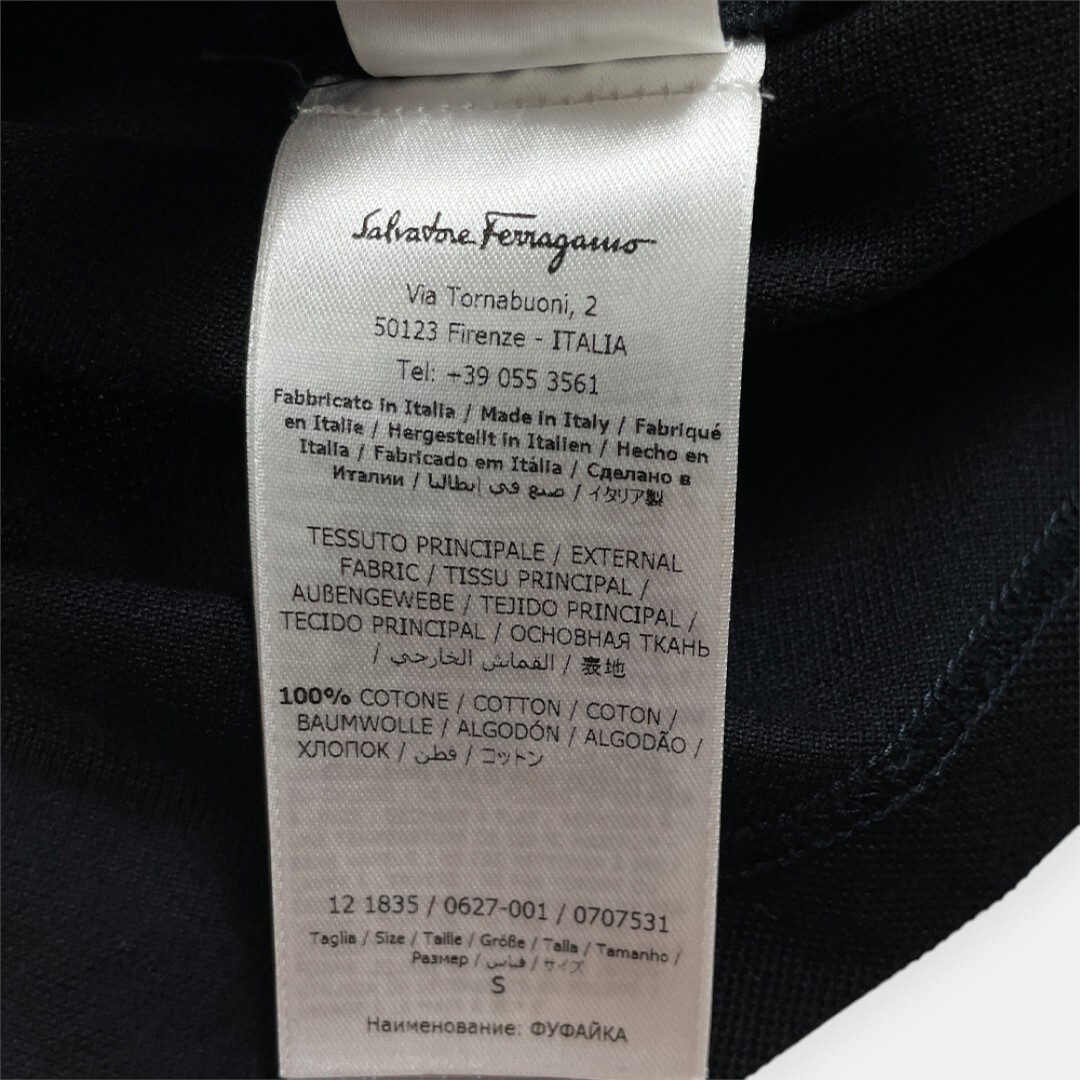 Salvatore Ferragamo
Via Tornabuoni, 2
50123 Firenze - ITALIA
Tel: +39 055 3561
Fabbricato in Italia / Made in Italy / Fabriqué
en Italie / Hergestellt in Italien / Hecho en
Italia / Fabricado em Itália / Сделано в
Италии / صنع في إيطاليا / イタリア製
TESSUTO PRINCIPALE / EXTERNAL
FABRIC / TISSU PRINCIPAL /
AUßENGEWEBE / TEJIDO PRINCIPAL /
TECIDO PRINCIPAL / ОСНОВНАЯ ТКАНЬ
/ القماش الخارجي / 表地
100% COTONE / COTTON / COTON /
BAUMWOLLE / ALGODÓN / ALGODÃO /
ХЛОПОК / قطن / コットン
12 1835 / 0627-001 / 0707531
Taglia / Size / Taille / Größe / Talla / Tamanho /
Размер / قياس / サイズ
S
Наименование: ФУФАЙКА